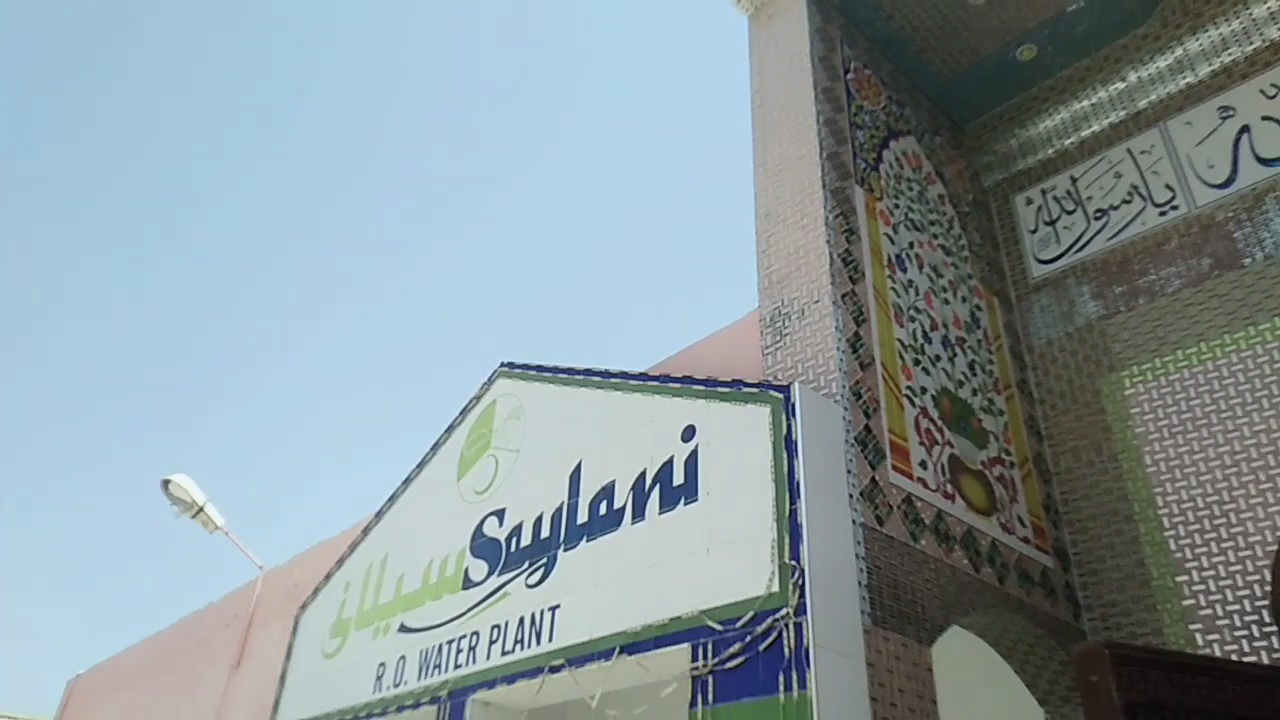 سیلانی Saylani
R.O. WATER PLANT
یا رسول اللہ